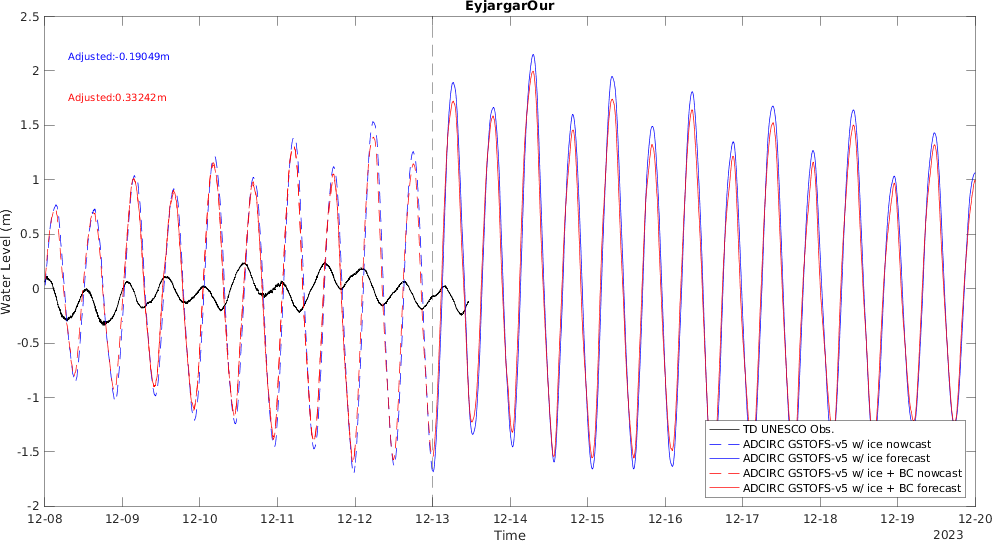 EyjargarOur
Adjusted:-0.19049m
Adjusted:0.33242m
Water Level (m)
2.5
2
1.5
1
0.5
0
-0.5
-1
-1.5
-2
TD UNESCO Obs.
ADCIRC GSTOFS-v5 w/ ice nowcast
ADCIRC GSTOFS-v5 w/ ice forecast
ADCIRC GSTOFS-v5 w/ ice + BC nowcast
ADCIRC GSTOFS-v5 w/ ice + BC forecast
12-08 12-09 12-10 12-11 12-12 12-13 12-14 12-15 12-16 12-17 12-18 12-19 12-20
Time
2023